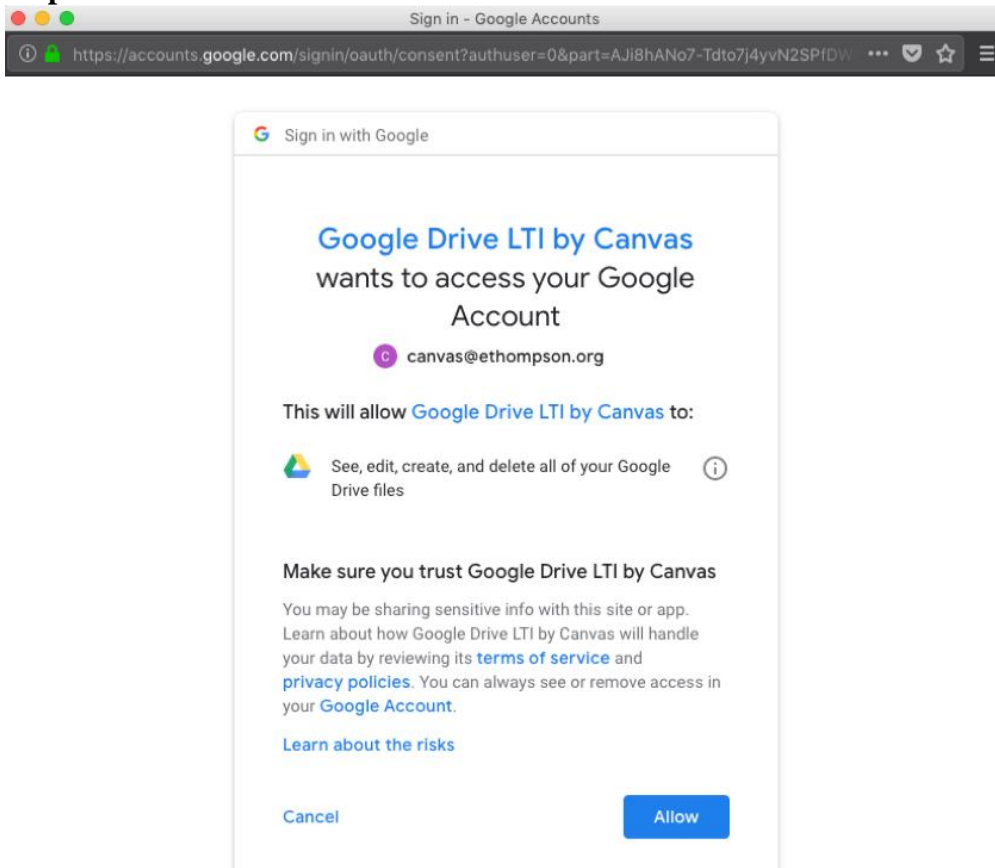 Sign in - Google Accounts
https://accounts.google.com/signin/oauth/consent?authuser=0&part=AJi8hANo7-Tdto7j4yvN2SPfDW
Sign in with Google
Google Drive LTI by Canvas
wants to access your Google
Account
C canvas@ethompson.org
This will allow Google Drive LTI by Canvas to:
See, edit, create, and delete all of your Google
Drive files
Make sure you trust Google Drive LTI by Canvas
You may be sharing sensitive info with this site or app.
Learn about how Google Drive LTI by Canvas will handle
your data by reviewing its terms of service and
privacy policies. You can always see or remove access in
your Google Account.
Learn about the risks
Cancel
Allow